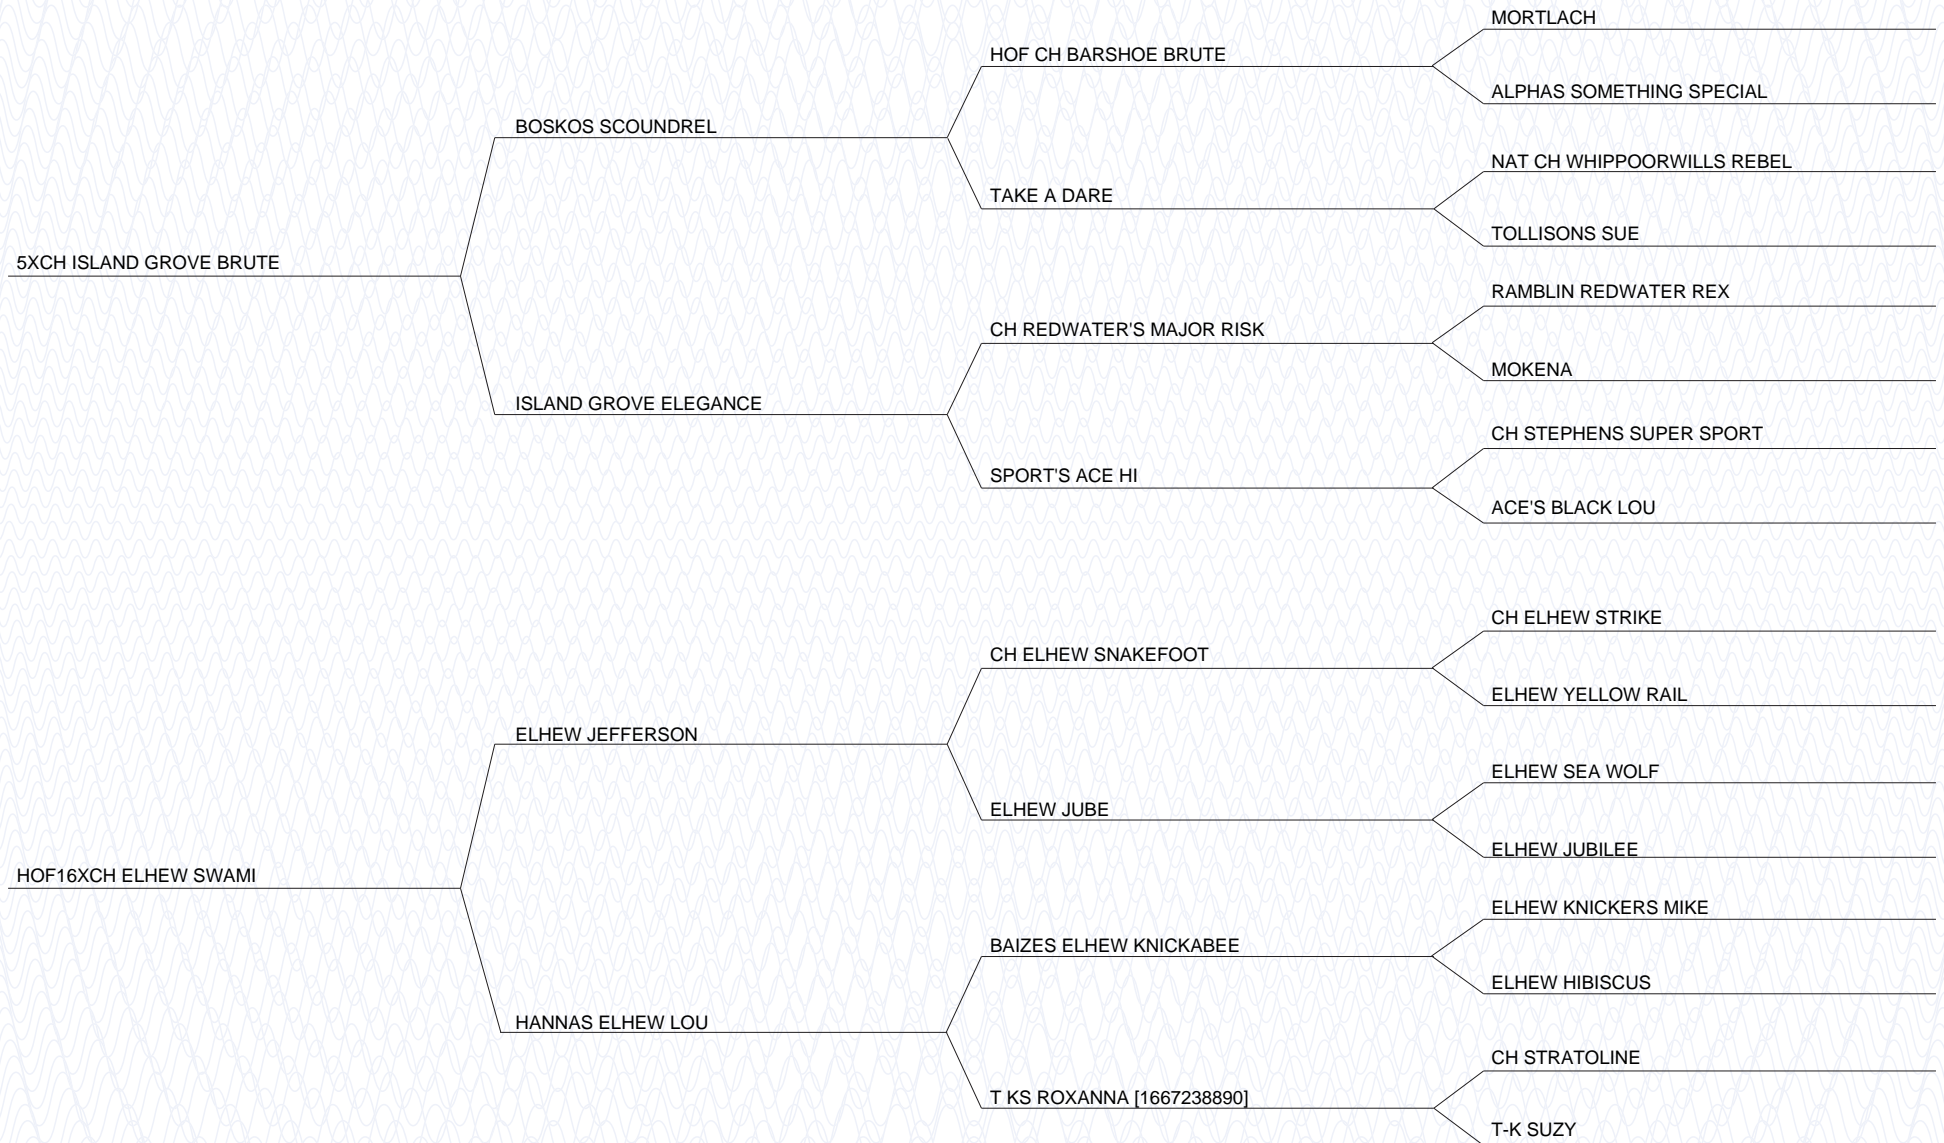 MORTLACH
HOF CH BARSHOE BRUTE
ALPHAS SOMETHING SPECIAL
BOSKOS SCOUNDREL
NAT CH WHIPPOORWILLS REBEL
TAKE A DARE
TOLLISONS SUE
5XCH ISLAND GROVE BRUTE
RAMBLIN REDWATER REX
CH REDWATER'S MAJOR RISK
MOKENA
ISLAND GROVE ELEGANCE
CH STEPHENS SUPER SPORT
SPORT'S ACE HI
ACE'S BLACK LOU
CH ELHEW STRIKE
CH ELHEW SNAKEFOOT
ELHEW YELLOW RAIL
ELHEW JEFFERSON
ELHEW SEA WOLF
ELHEW JUBE
ELHEW JUBILEE
HOF16XCH ELHEW SWAMI
ELHEW KNICKERS MIKE
BAIZES ELHEW KNICKABEE
ELHEW HIBISCUS
HANNAS ELHEW LOU
CH STRATOLINE
T KS ROXANNA [1667238890]
T-K SUZY